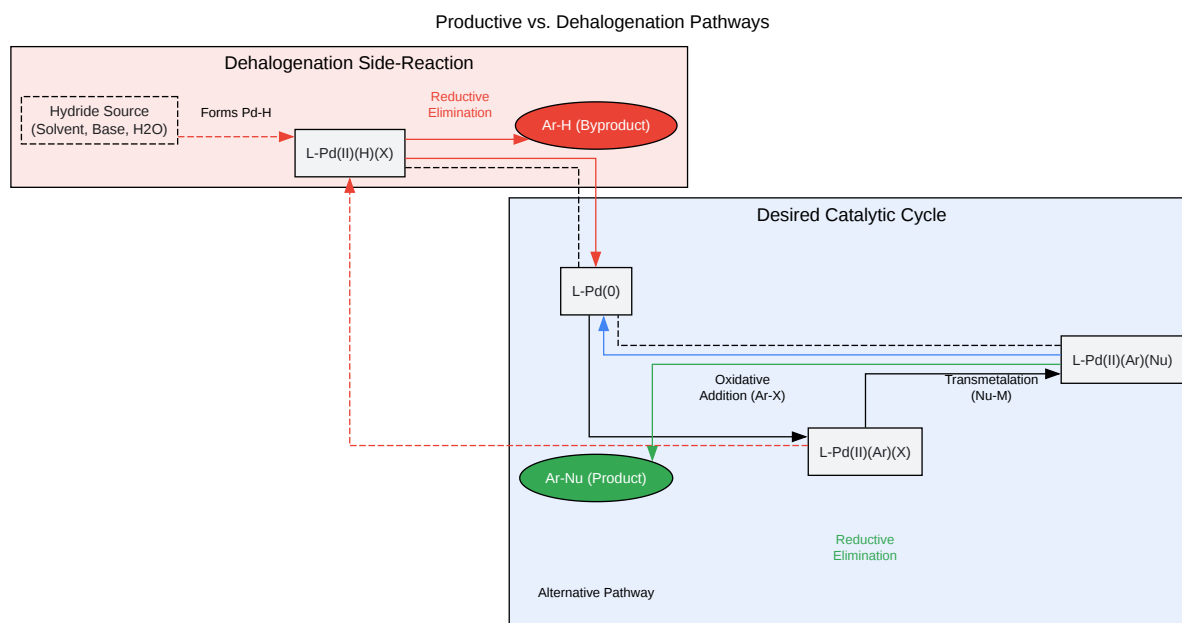 Productive vs. Dehalogenation Pathways
Dehalogenation Side-Reaction
Hydride Source
(Solvent, Base, H2O)
Forms Pd-H
Reductive
Elimination
Ar-H (Byproduct)
L-Pd(II)(H)(X)
Desired Catalytic Cycle
L-Pd(0)
L-Pd(II)(Ar)(Nu)
Oxidative
Addition (Ar-X)
Transmetalation
(Nu-M)
L-Pd(II)(Ar)(X)
Ar-Nu (Product)
Reductive
Elimination
Alternative Pathway